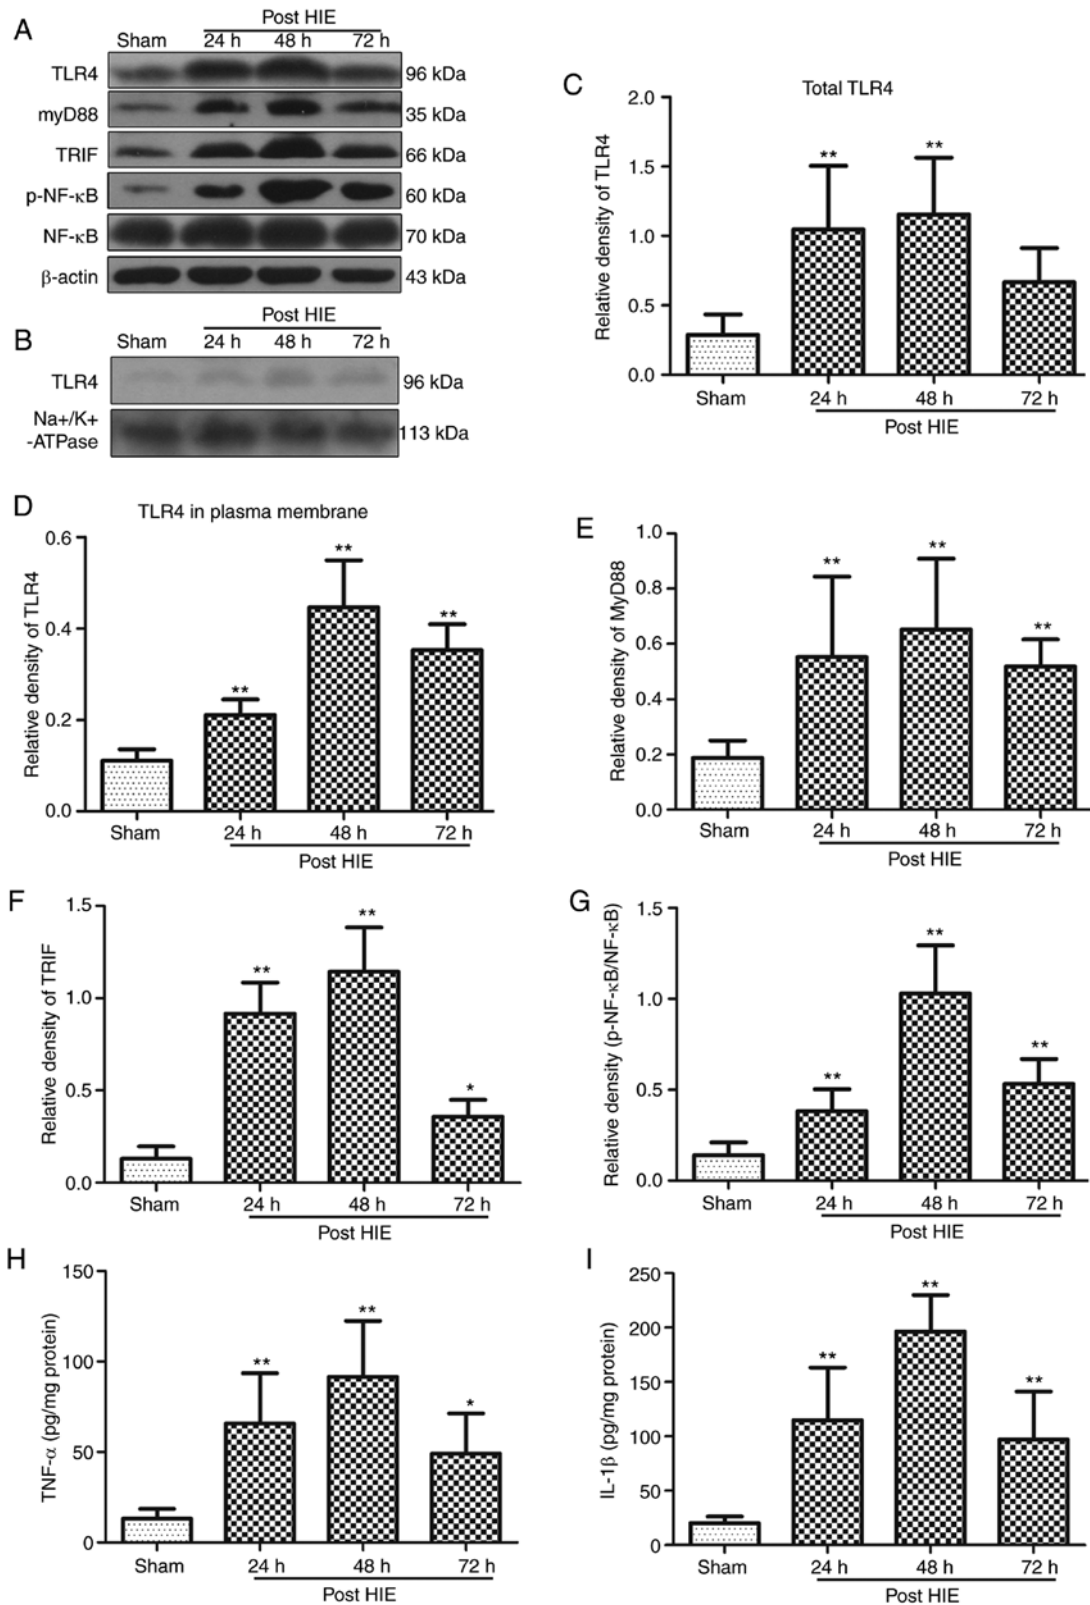 A
Post HIE
Sham 24 h 48 h 72 h
TLR4 96 kDa
myD88 35 kDa
TRIF 66 kDa
p-NF-κB 60 kDa
NF-κB 70 kDa
β-actin 43 kDa
B
Post HIE
Sham 24 h 48 h 72 h
TLR4 96 kDa
Na+/K+
-ATPase 113 kDa
C
Total TLR4
Relative density of TLR4
2.0
1.5
1.0
0.5
0.0
** **
Sham 24 h 48 h 72 h
Post HIE
D
TLR4 in plasma membrane
Relative density of TLR4
0.6
0.4
0.2
0.0
** ** **
Sham 24 h 48 h 72 h
Post HIE
E
Relative density of MyD88
1.0
0.8
0.6
0.4
0.2
0.0
** ** **
Sham 24 h 48 h 72 h
Post HIE
F
Relative density of TRIF
1.5
1.0
0.5
0.0
** ** *
Sham 24 h 48 h 72 h
Post HIE
G
Relative density (p-NF-κB/NF-κB)
1.5
1.0
0.5
0.0
** ** **
Sham 24 h 48 h 72 h
Post HIE
H
TNF-α (pg/mg protein)
150
100
50
0
** ** *
Sham 24 h 48 h 72 h
Post HIE
I
IL-1β (pg/mg protein)
250
200
150
100
50
0
** ** **
Sham 24 h 48 h 72 h
Post HIE